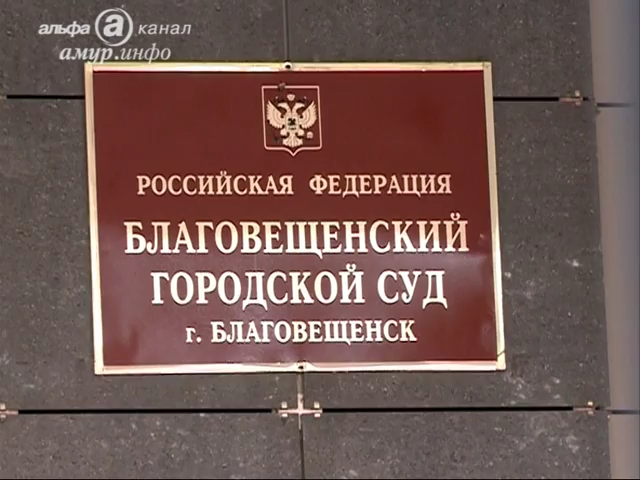 альфа а канал
амур.инфо
РОССИЙСКАЯ ФЕДЕРАЦИЯ
БЛАГОВЕЩЕНСКИЙ
ГОРОДСКОЙ СУД
г. БЛАГОВЕЩЕНСК